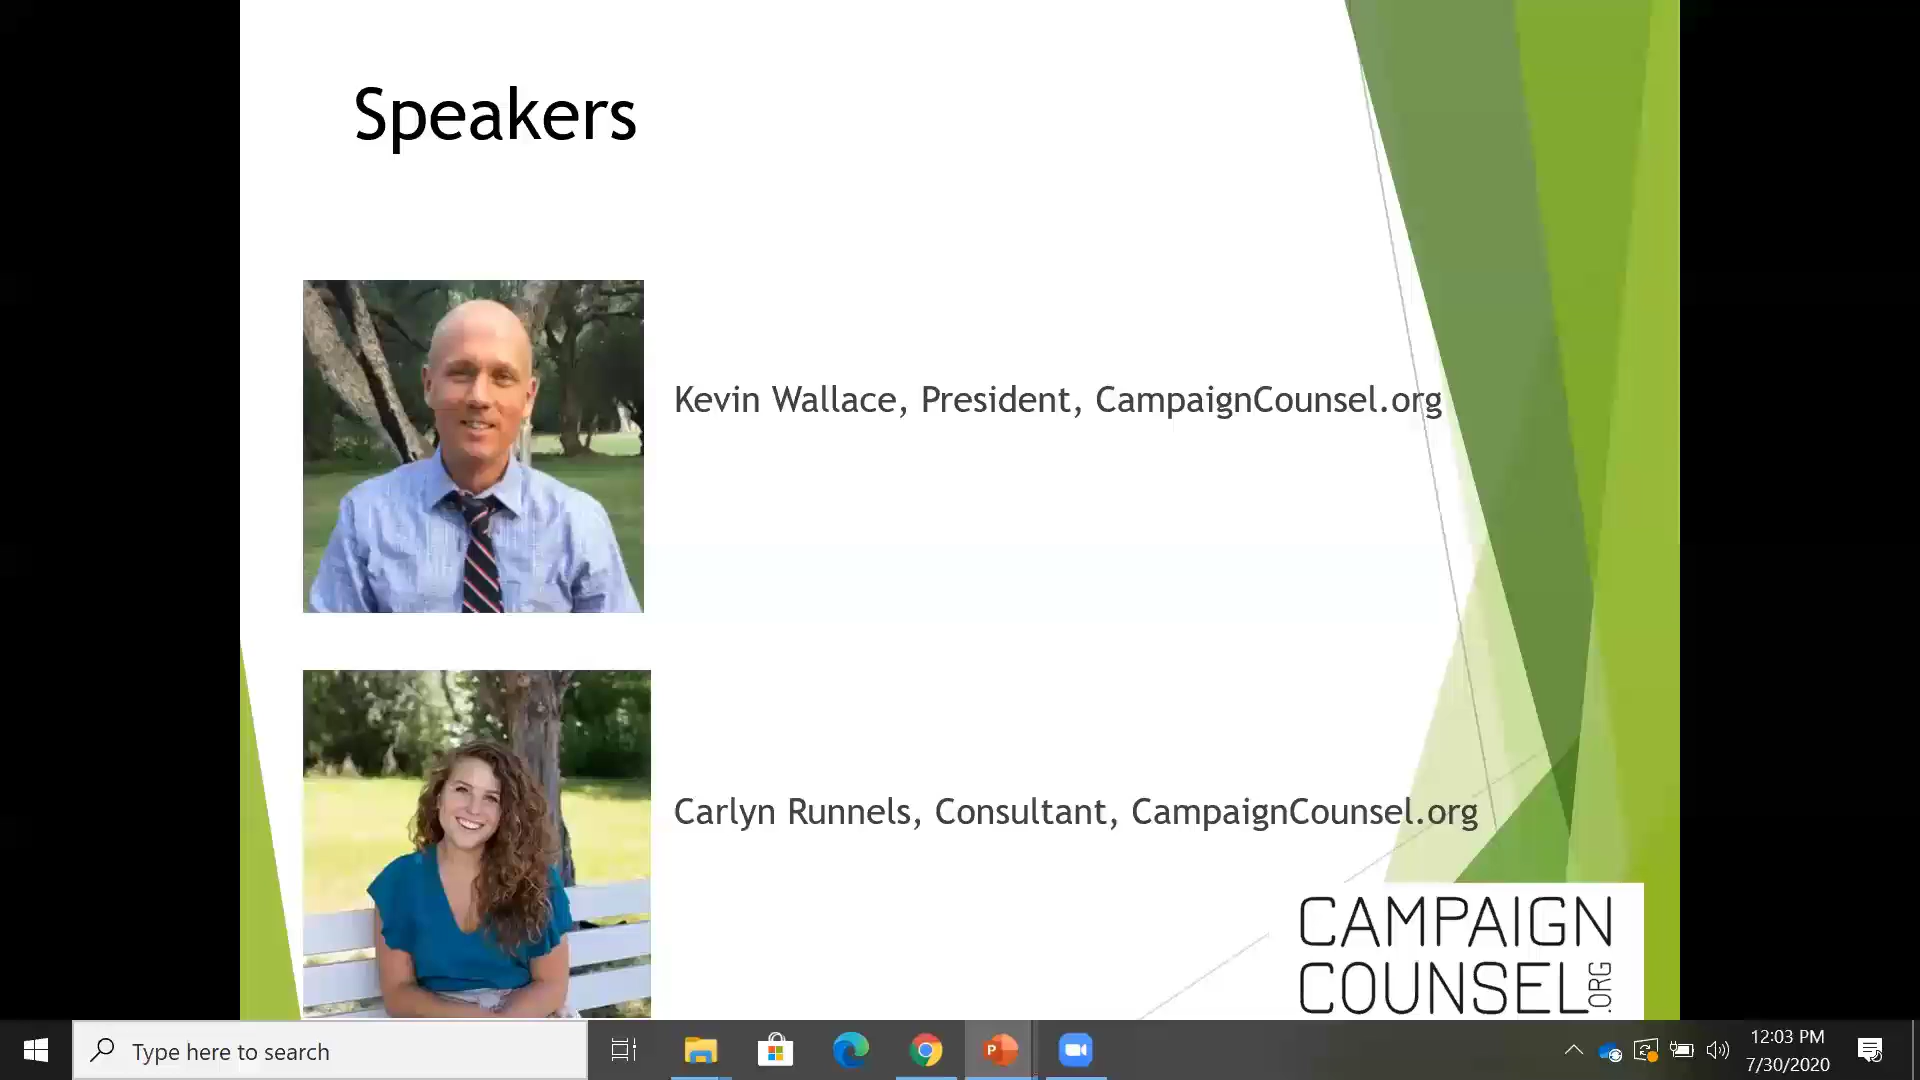 Speakers
Kevin Wallace, President, CampaignCounsel.org
Carlyn Runnels, Consultant, CampaignCounsel.org
CAMPAIGN
COUNSEL.ORG
Type here to search
12:03 PM
7/30/2020